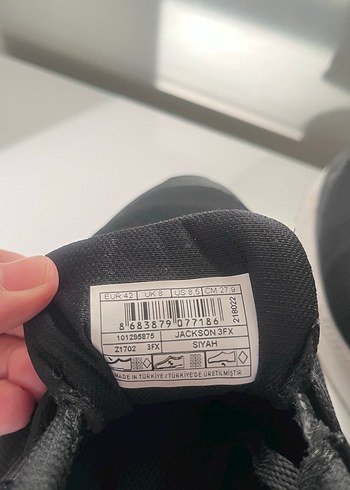 EUR 42 UK 8 US 8.5 CM 27.9
8 683879 077186
218022
101295875 JACKSON 3FX
Z1702 3FX SIYAH
MADE IN TÜRKİYE / TÜRKİYE'DE ÜRETİLMİŞTİR